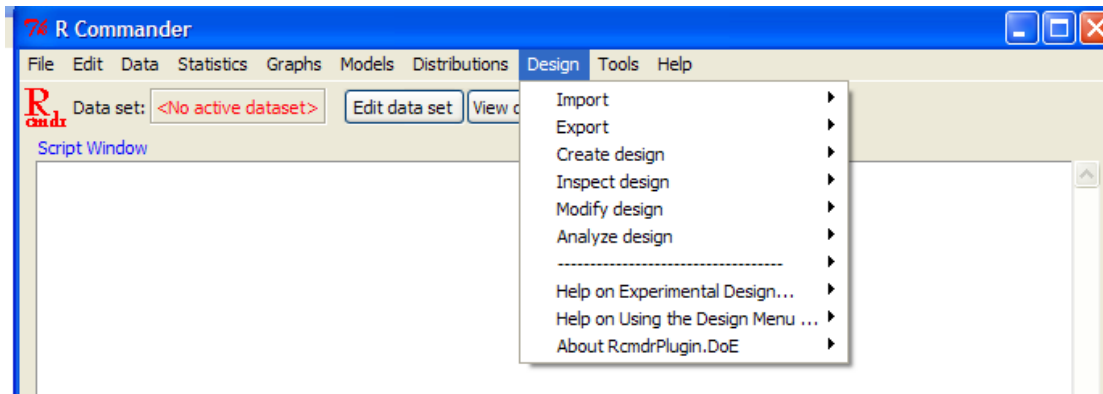 R Commander
File Edit Data Statistics Graphs Models Distributions Design Tools Help
R cmdr Data set: <No active dataset> Edit data set View
Script Window
Import
Export
Create design
Inspect design
Modify design
Analyze design
-----------------------------------
Help on Experimental Design...
Help on Using the Design Menu ...
About RcmdrPlugin.DoE